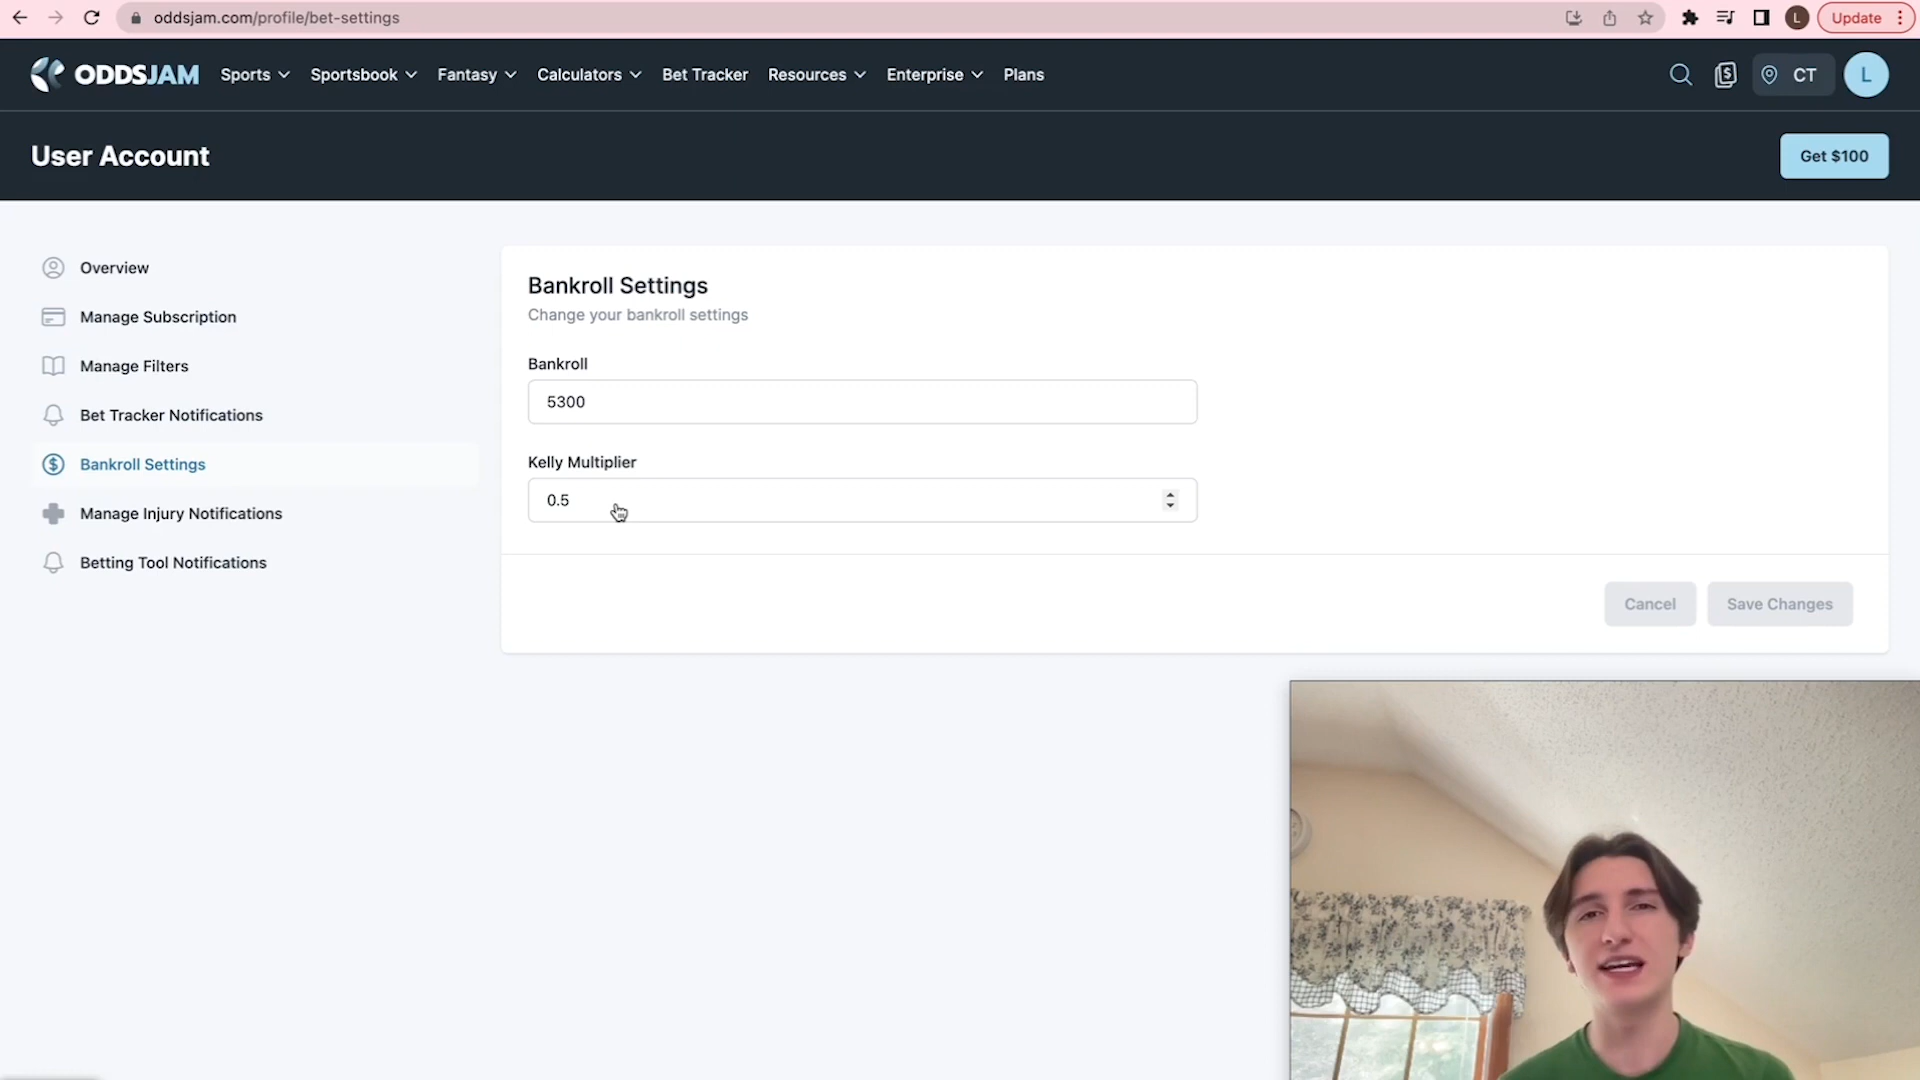 oddsjam.com/profile/bet-settings
L
Update
ODDSJAM Sports Sportsbook Fantasy Calculators Bet Tracker Resources Enterprise Plans
CT
L
User Account
Get $100
Overview
Manage Subscription
Manage Filters
Bet Tracker Notifications
Bankroll Settings
Manage Injury Notifications
Betting Tool Notifications
Bankroll Settings
Change your bankroll settings
Bankroll
5300
Kelly Multiplier
0.5
Cancel Save Changes